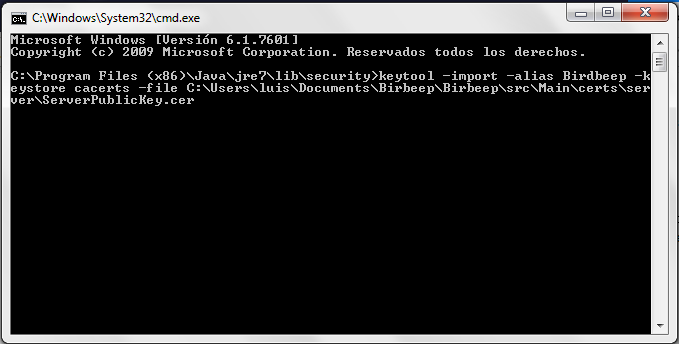 C:\Windows\System32\cmd.exe
Microsoft Windows [Versión 6.1.7601]
Copyright (c) 2009 Microsoft Corporation. Reservados todos los derechos.
C:\Program Files (x86)\Java\jre7\lib\security>keytool -import -alias Birdbeep -k
eystore cacerts -file C:\Users\luis\Documents\Birbeep\Birbeep\src\Main\certs\ser
ver\ServerPublicKey.cer